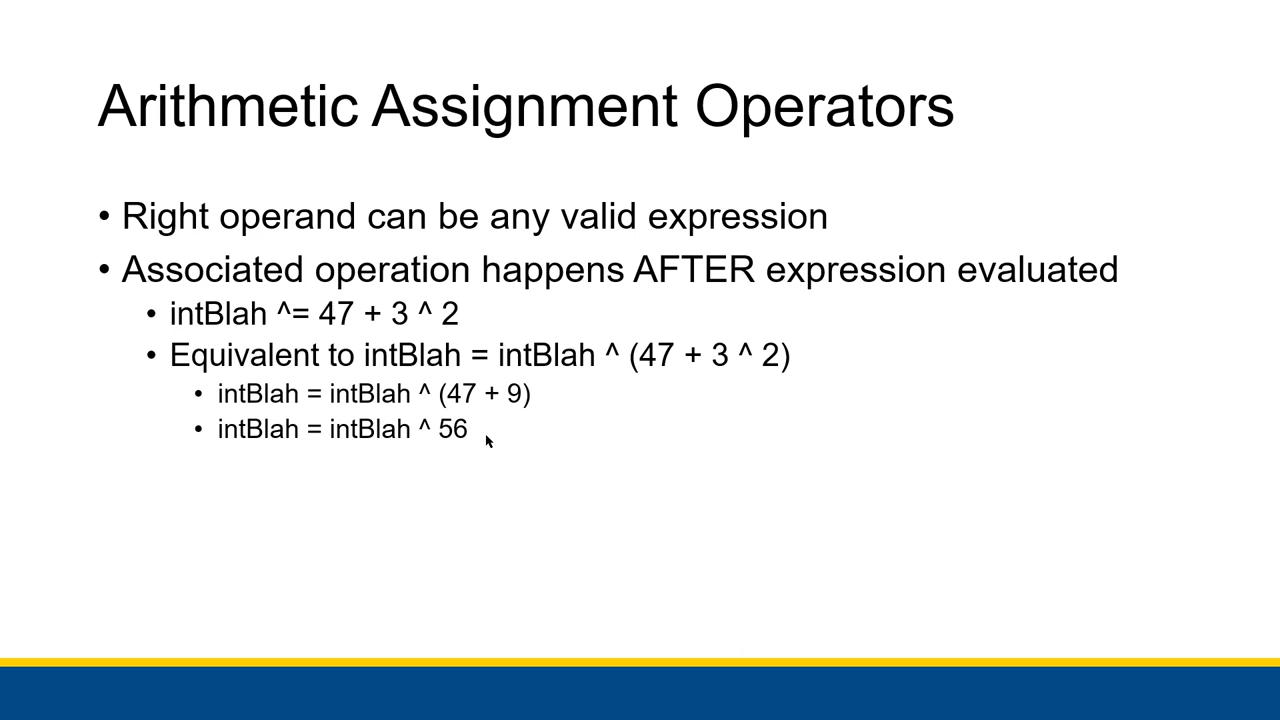 Arithmetic Assignment Operators
• Right operand can be any valid expression
• Associated operation happens AFTER expression evaluated
• intBlah ^= 47 + 3 ^ 2
• Equivalent to intBlah = intBlah ^ (47 + 3 ^ 2)
• intBlah = intBlah ^ (47 + 9)
• intBlah = intBlah ^ 56